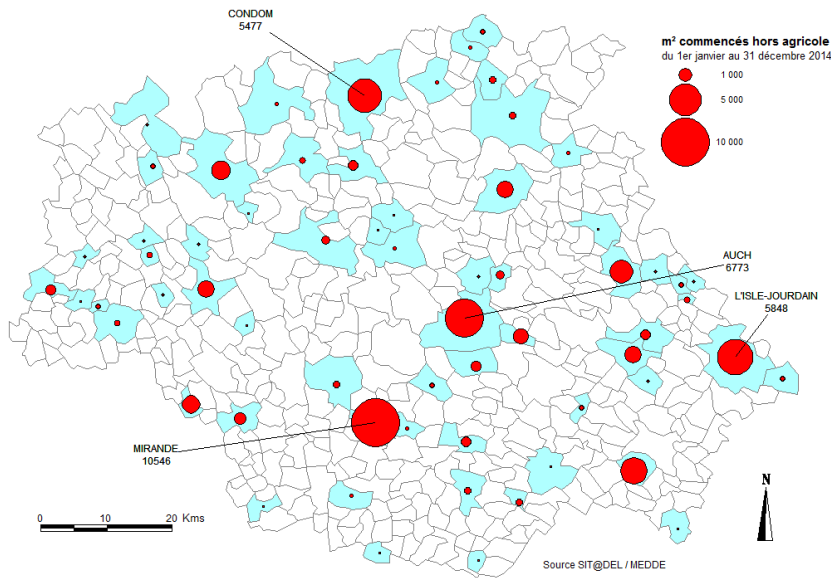 CONDOM
5477
m² commencés hors agricole
du 1er janvier au 31 décembre 2014
1 000
5 000
10 000
AUCH
6773
L'ISLE-JOURDAIN
5848
MIRANDE
10546
N
0 10 20 Kms
Source SIT@DEL / MEDDE